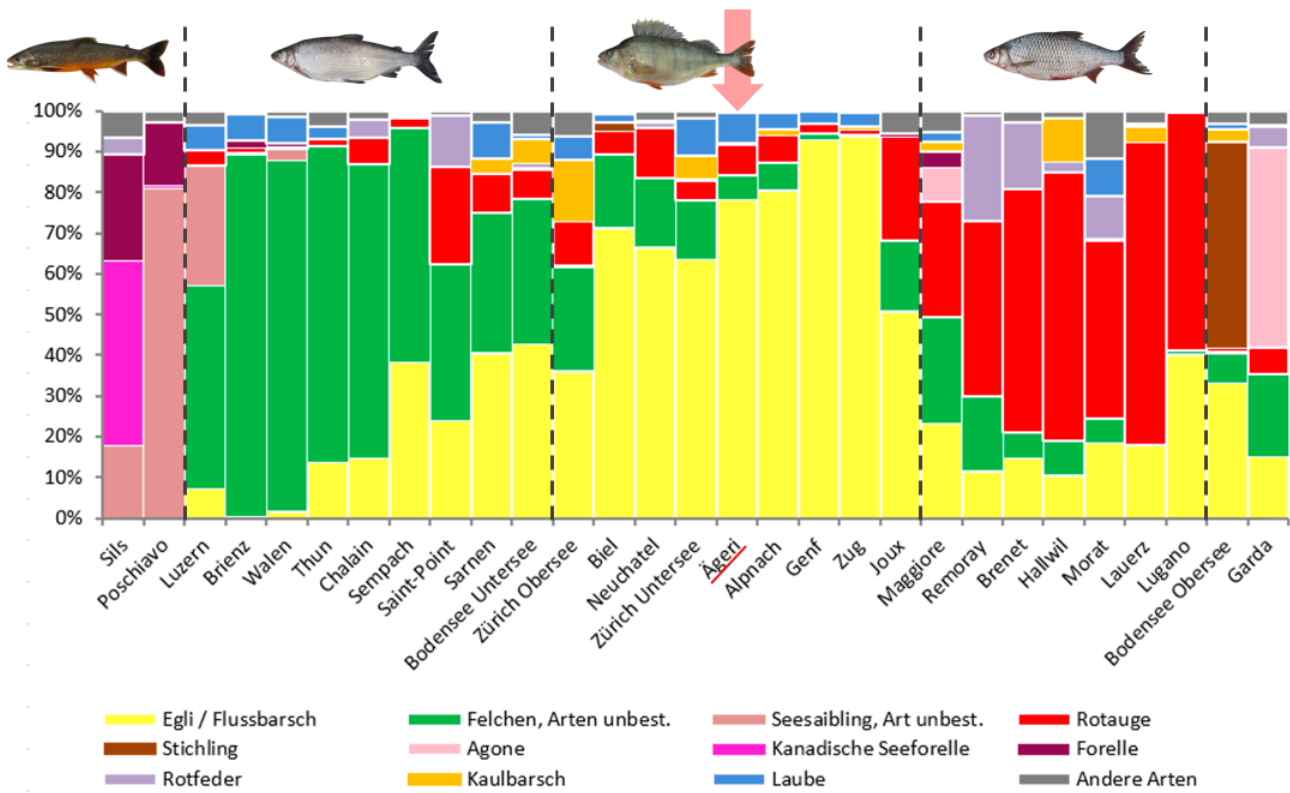 100%
90%
80%
70%
60%
50%
40%
30%
20%
10%
0%
Sils
Poschiavo
Luzern
Brienz
Walen
Thun
Chalain
Sempach
Saint-Point
Sarnen
Bodensee Untersee
Zürich Obersee
Biel
Neuchatel
Zürich Untersee
Ägeri
Alpnach
Genf
Zug
Joux
Maggiore
Remoray
Brenet
Hallwil
Morat
Lauerz
Lugano
Bodensee Obersee
Garda
Egli / Flussbarsch
Felchen, Arten unbest.
Seesaibling, Art unbest.
Rotauge
Stichling
Agone
Kanadische Seeforelle
Forelle
Rotfeder
Kaulbarsch
Laube
Andere Arten